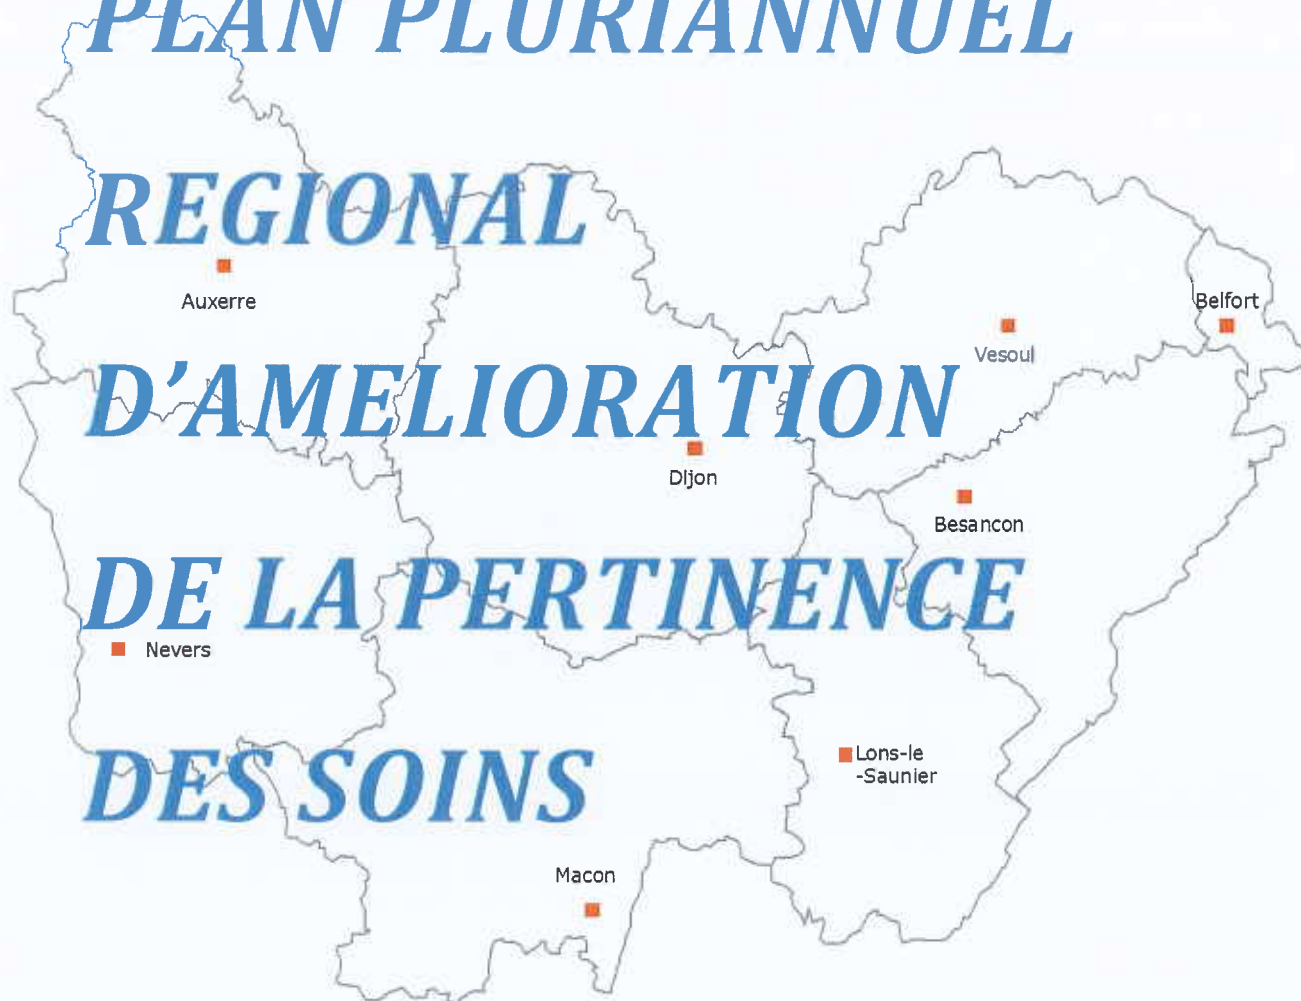 PLAN PLURIANNUEL
REGIONAL
Auxerre
Belfort
Vesoul
D'AMELIORATION
Dijon
Besancon
DE LA PERTINENCE
Nevers
DES SOINS
Lons-le
-Saunier
Macon